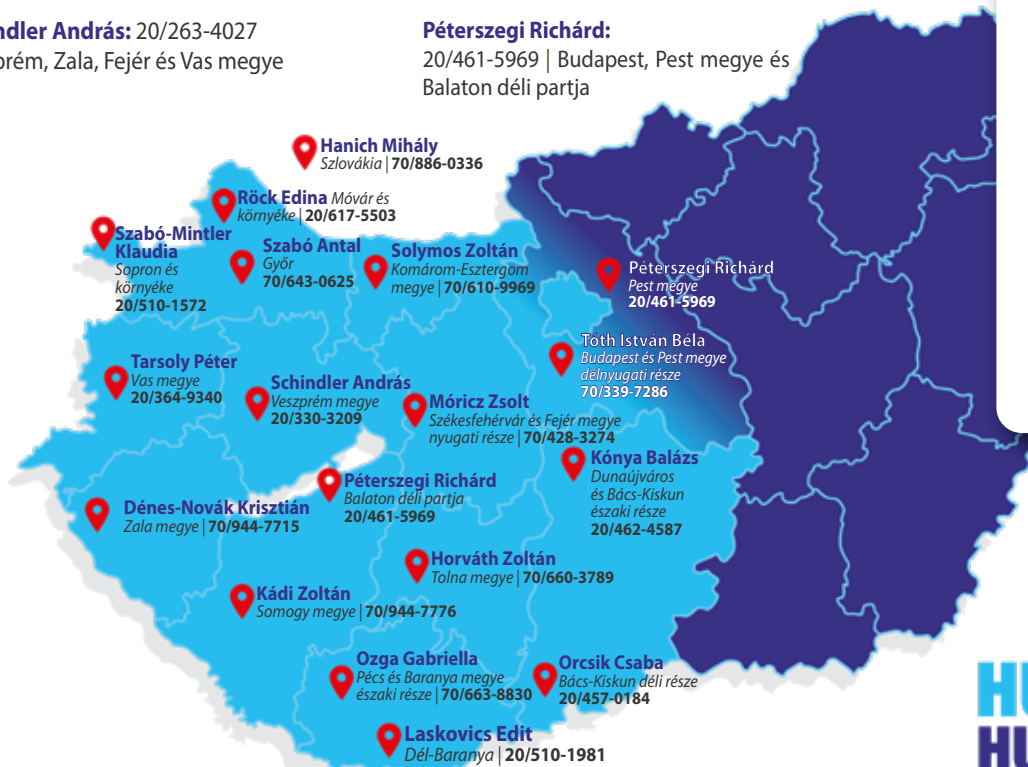 ndler András: 20/263-4027
prém, Zala, Fejér és Vas megye
Péterszegi Richárd:
20/461-5969 | Budapest, Pest megye és
Balaton déli partja
Hanich Mihály
Szlovákia | 70/886-0336
Röck Edina Móvár és
környéke | 20/617-5503
Szabó-Mintler
Klaudia
Sopron és
környéke
20/510-1572
Szabó Antal
Győr
70/643-0625
Solymos Zoltán
Komárom-Esztergom
megye | 70/610-9969
Péterszegi Richárd
Pest megye
20/461-5969
Tóth István Béla
Budapest és Pest megye
délnyugati része
70/339-7286
Tarsoly Péter
Vas megye
20/364-9340
Schindler András
Veszprém megye
20/330-3209
Móricz Zsolt
Székesfehérvár és Fejér megye
nyugati része | 70/428-3274
Kónya Balázs
Dunaújváros
és Bács-Kiskun
északi része
20/462-4587
Péterszegi Richárd
Balaton déli partja
20/461-5969
Dénes-Novák Krisztián
Zala megye | 70/944-7715
Horváth Zoltán
Tolna megye | 70/660-3789
Kádi Zoltán
Somogy megye | 70/944-7776
Ozga Gabriella
Pécs és Baranya megye
északi része | 70/663-8830
Orcsik Csaba
Bács-Kiskun déli része
20/457-0184
Laskovics Edit
Dél-Baranya | 20/510-1981
HU
HU